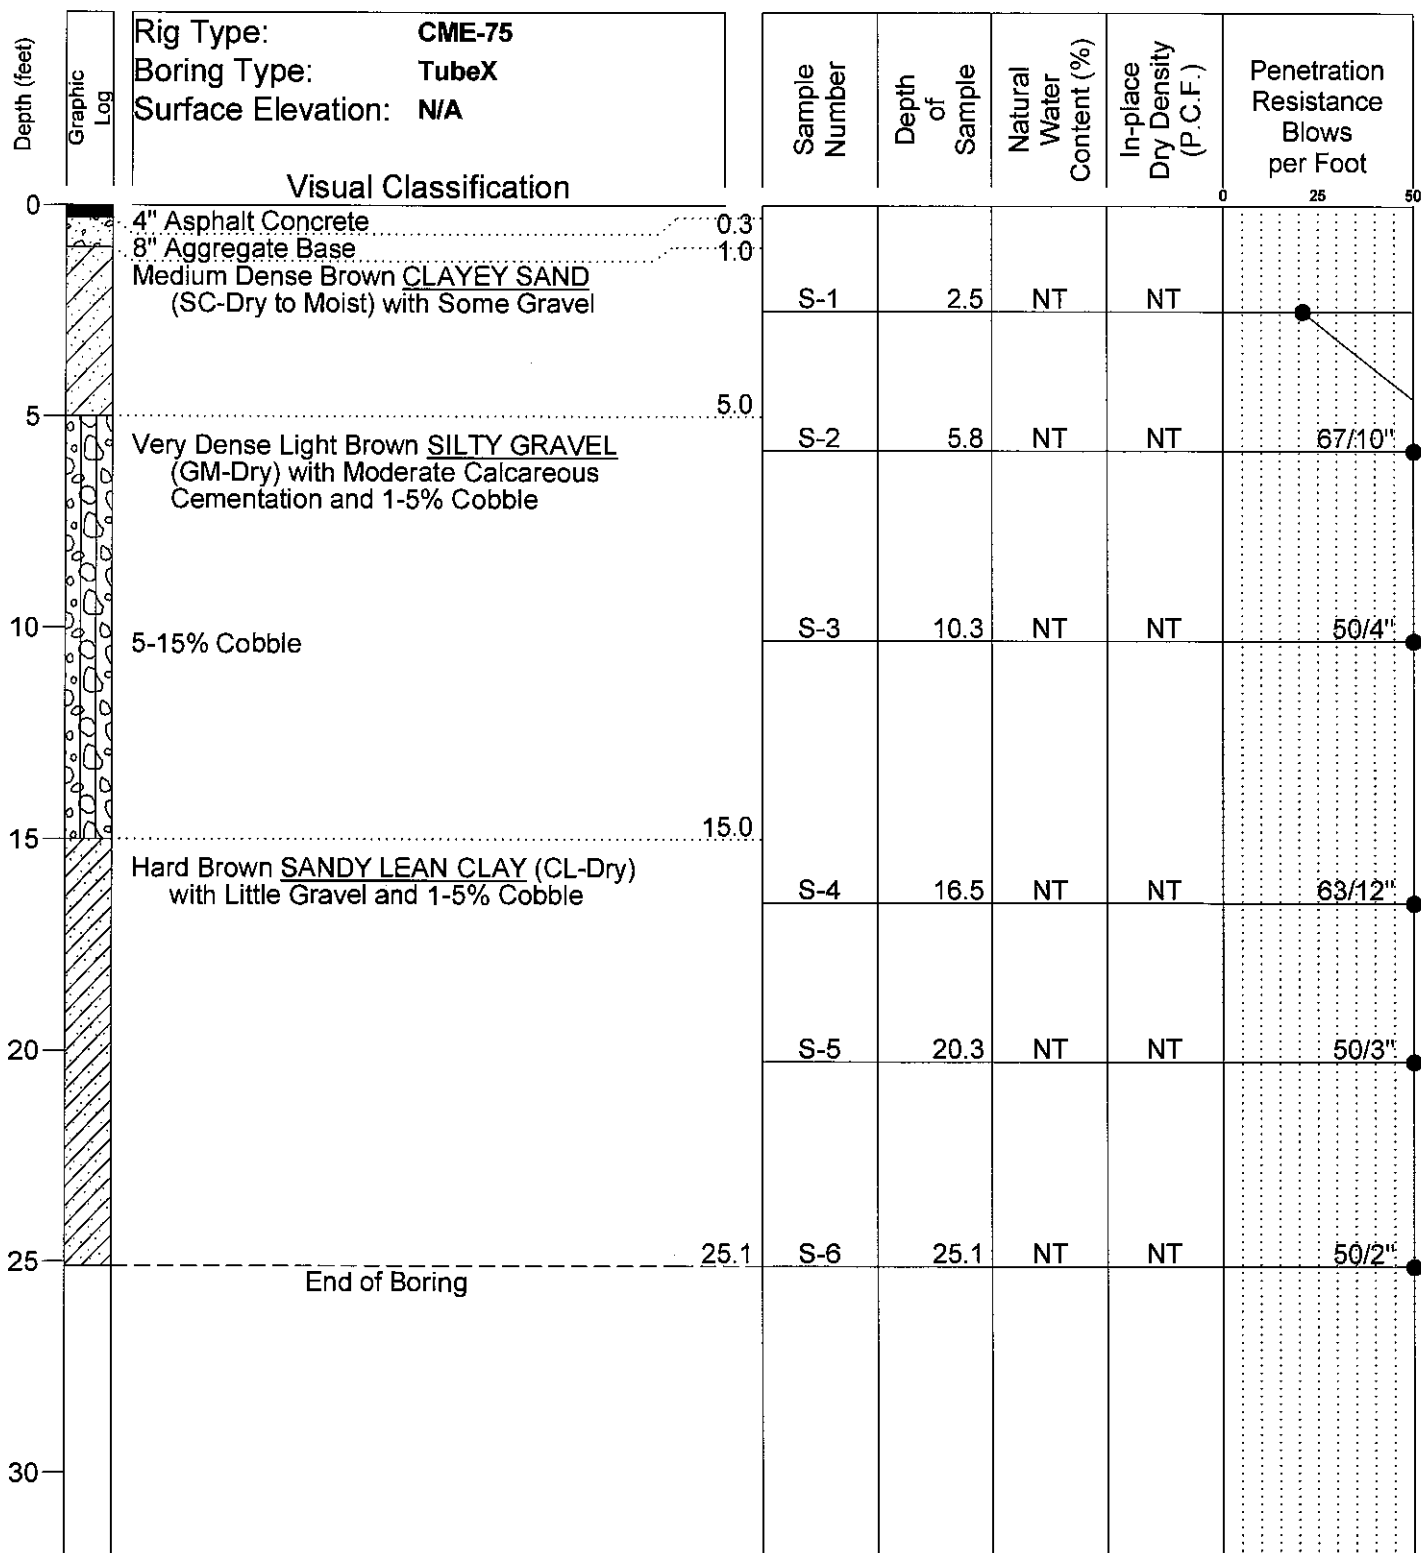 Depth (feet)
Graphic
Log
Rig Type: CME-75
Boring Type: TubeX
Surface Elevation: N/A
Visual Classification
Sample
Number
Depth
of
Sample
Natural
Water
Content (%)
In-place
Dry Density
(P.C.F.)
Penetration
Resistance
Blows
per Foot
0 25 50
0
4" Asphalt Concrete 0.3
8" Aggregate Base 1.0
Medium Dense Brown CLAYEY SAND
(SC-Dry to Moist) with Some Gravel
S-1 2.5 NT NT
5 5.0
Very Dense Light Brown SILTY GRAVEL
(GM-Dry) with Moderate Calcareous
Cementation and 1-5% Cobble
S-2 5.8 NT NT 67/10"
10
5-15% Cobble
S-3 10.3 NT NT 50/4"
15 15.0
Hard Brown SANDY LEAN CLAY (CL-Dry)
with Little Gravel and 1-5% Cobble
S-4 16.5 NT NT 63/12"
20
S-5 20.3 NT NT 50/3"
25 25.1 S-6 25.1 NT NT 50/2"
End of Boring
30